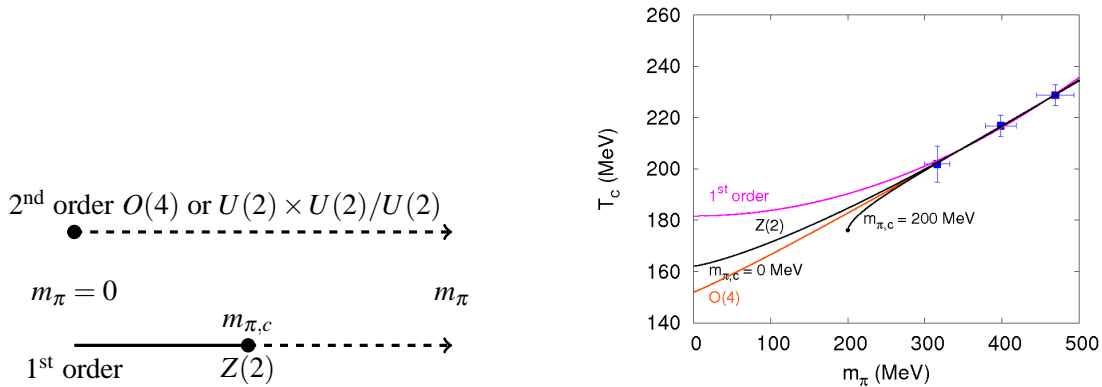 2nd order O(4) or U(2) × U(2)/U(2)
mπ = 0
mπ
mπ,c
1st order
Z(2)
260
240
220
200
180
160
140
T_c (MeV)
1st order
Z(2)
mπ,c = 200 MeV
mπ,c = 0 MeV
O(4)
0 100 200 300 400 500
mπ (MeV)